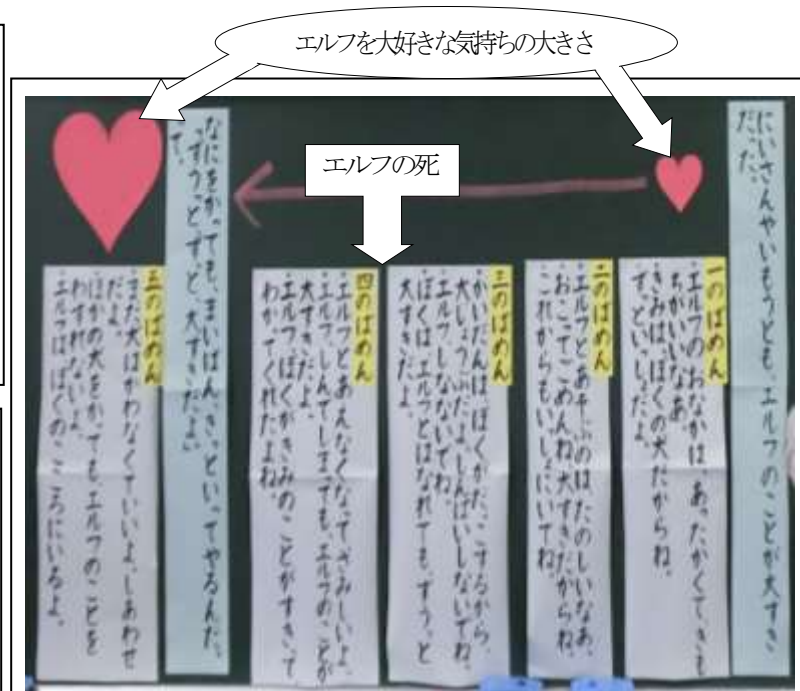 エルフを大好きな気持ちの大きさ
エルフの死
にいさんやいもうとも、エルフのことが大すき
だった。
一のばめん
・エルフのおなかは、あったかくて、きも
ちがいいなあ。
・きみは、ぼくの犬だからね。
ずっといっしょだよ。
二のばめん
・エルフとあそぶのはたのしいなあ。
・おこってごめんね。大すきだからね。
・これからもいっしょにいてね。
三のばめん
・かいだんは、ぼくがだっこするから、
大じょうぶだよ。しんぱいしないでね。
・エルフ、しなないでね。
・ぼくは、エルフとはなれても、ずうっと
大すきだよ。
四のばめん
・エルフとあえなくなってさみしいよ。
・エルフ、しんでしまっても、エルフのことが
大すきだよ。
・エルフ、ぼくがきみのことがすきって
わかってくれたよね。
なにをかっても、まいばん、きっといってやるんだ。
「ずうっと、ずっと、大すきだよ」っ
て。
五のばめん
・まだ犬はかわなくていいよ。しあわせ
だよ。
・ほかの犬をかっても、エルフのことを
わすれないよ。
・エルフは、ぼくのこころにいるよ。